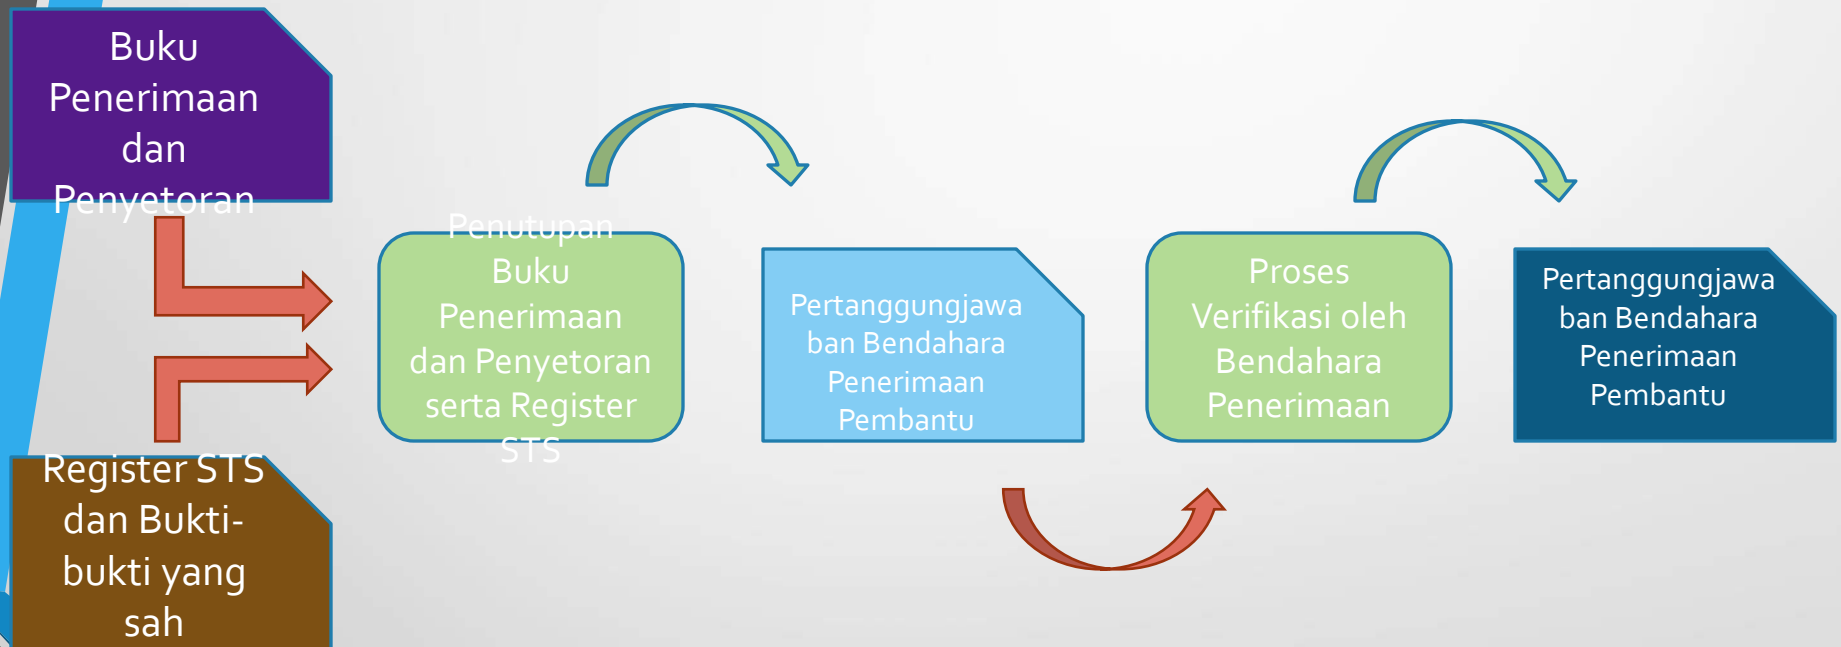 Buku
Penerimaan
dan
Penyetoran
Register STS
dan Bukti-
bukti yang
sah
Penutupan
Buku
Penerimaan
dan Penyetoran
serta Register
STS
Pertanggungjawa
ban Bendahara
Penerimaan
Pembantu
Proses
Verifikasi oleh
Bendahara
Penerimaan
Pertanggungjawa
ban Bendahara
Penerimaan
Pembantu